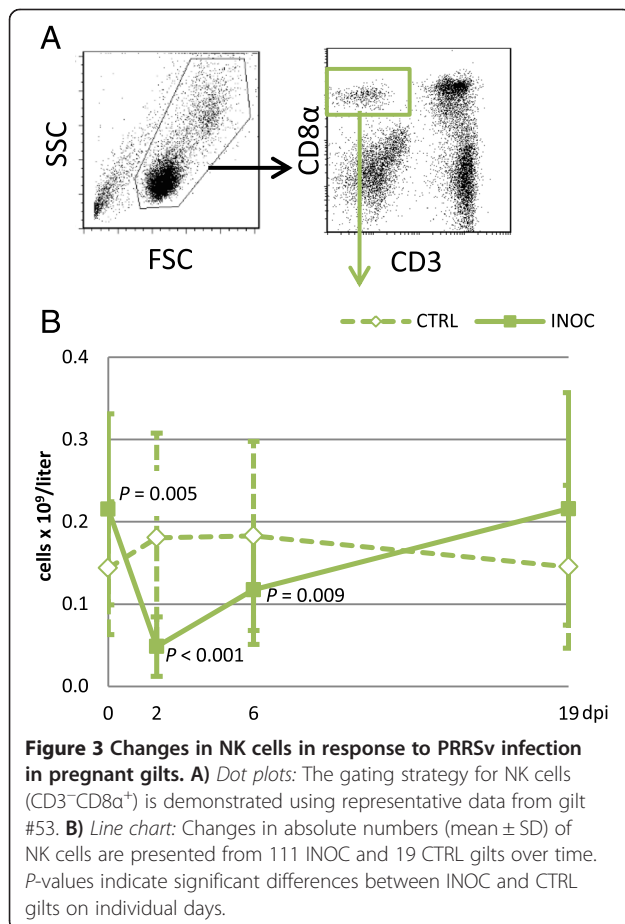 A
SSC
FSC
CD8α
CD3
B
CTRL INOC
0.4
0.3
0.2
0.1
0.0
cells x 10⁹/liter
P = 0.005
P < 0.001
P = 0.009
0 2 6 19 dpi
Figure 3 Changes in NK cells in response to PRRSv infection
in pregnant gilts. A) Dot plots: The gating strategy for NK cells
(CD3⁻CD8α⁺) is demonstrated using representative data from gilt
#53. B) Line chart: Changes in absolute numbers (mean ± SD) of
NK cells are presented from 111 INOC and 19 CTRL gilts over time.
P-values indicate significant differences between INOC and CTRL
gilts on individual days.